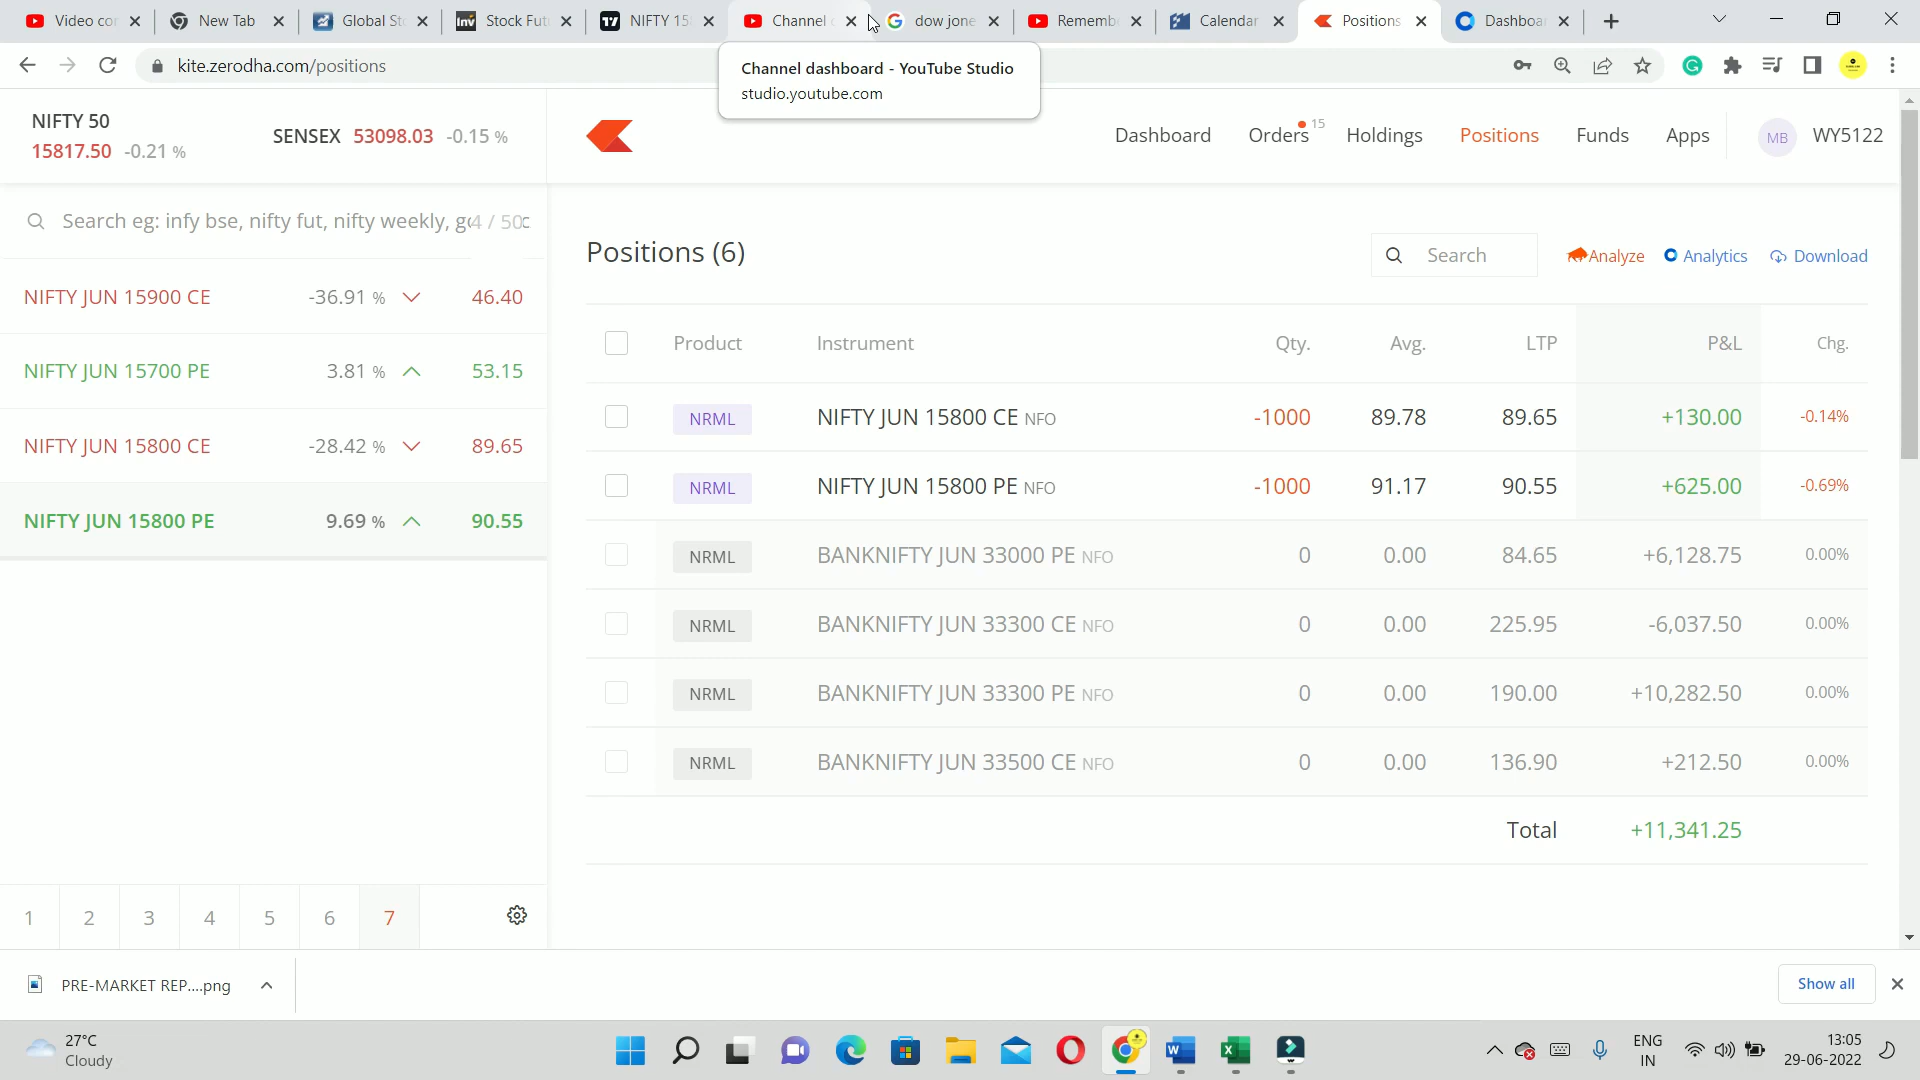 Video con
New Tab
Global Sto
Stock Futu
NIFTY 158
Channel d
dow jone
Rememb
Calendar
Positions
Dashboar
kite.zerodha.com/positions
Channel dashboard - YouTube Studio
studio.youtube.com
NIFTY 50
15817.50 -0.21 %
SENSEX 53098.03 -0.15 %
Dashboard
Orders 15
Holdings
Positions
Funds
Apps
MB
WY5122
Search eg: infy bse, nifty fut, nifty weekly, 4 / 50
NIFTY JUN 15900 CE -36.91 % 46.40
NIFTY JUN 15700 PE 3.81 % 53.15
NIFTY JUN 15800 CE -28.42 % 89.65
NIFTY JUN 15800 PE 9.69 % 90.55
Positions (6)
Search
Analyze
Analytics
Download
Product Instrument Qty. Avg. LTP P&L Chg.
NRML NIFTY JUN 15800 CE NFO -1000 89.78 89.65 +130.00 -0.14%
NRML NIFTY JUN 15800 PE NFO -1000 91.17 90.55 +625.00 -0.69%
NRML BANKNIFTY JUN 33000 PE NFO 0 0.00 84.65 +6,128.75 0.00%
NRML BANKNIFTY JUN 33300 CE NFO 0 0.00 225.95 -6,037.50 0.00%
NRML BANKNIFTY JUN 33300 PE NFO 0 0.00 190.00 +10,282.50 0.00%
NRML BANKNIFTY JUN 33500 CE NFO 0 0.00 136.90 +212.50 0.00%
Total +11,341.25
1 2 3 4 5 6 7
PRE-MARKET REP....png
Show all
27°C
Cloudy
ENG
IN
13:05
29-06-2022